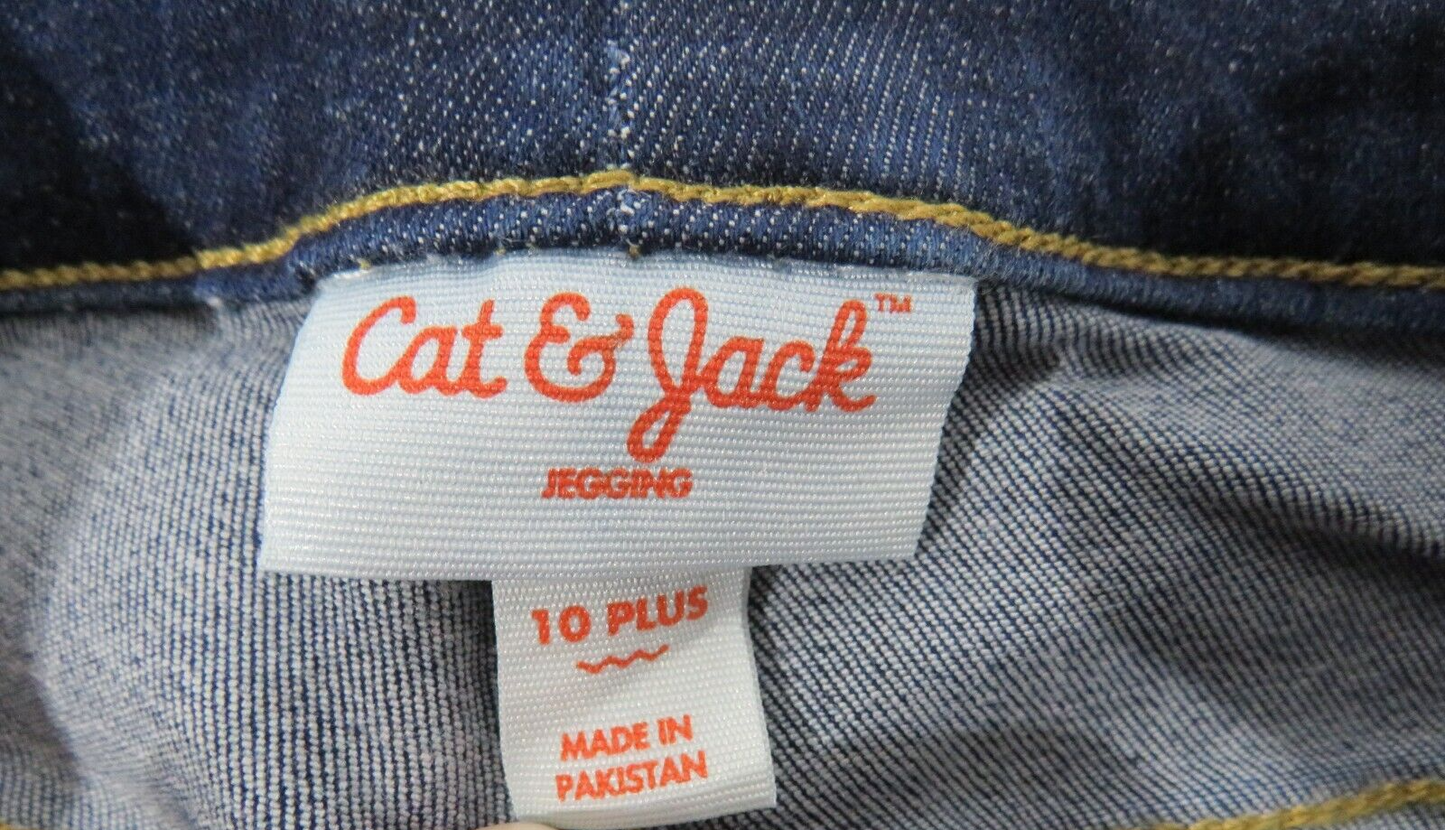 Cat & Jack™
JEGGING
10 PLUS
MADE IN
PAKISTAN